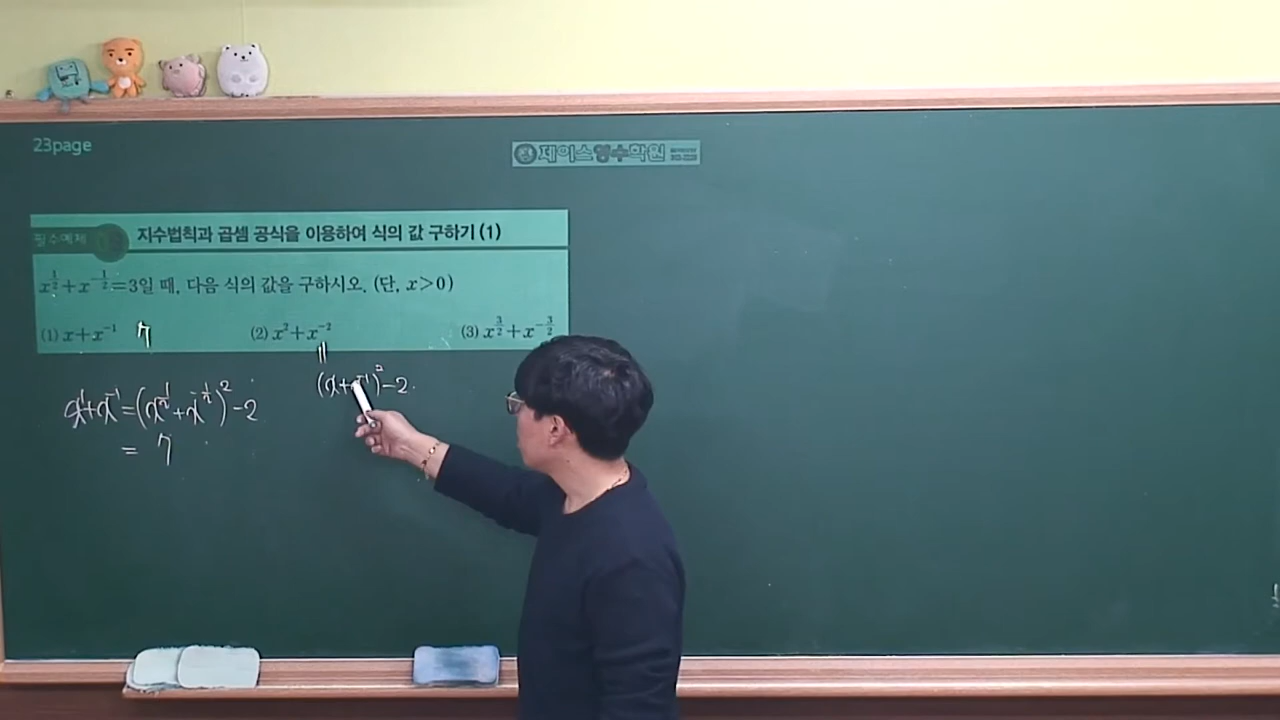 23page
제이스영수학원
필수예제
지수법칙과 곱셈 공식을 이용하여 식의 값 구하기 (1)
x^{1/2}+x^{-1/2}=3일 때, 다음 식의 값을 구하시오. (단, x>0)
(1) x+x^{-1} 7 (2) x^2+x^{-2} (3) x^{3/2}+x^{-3/2}
=
(x+x^{-1})^2-2.
x^1+x^{-1}=(x^{1/2}+x^{-1/2})^2-2
= 7